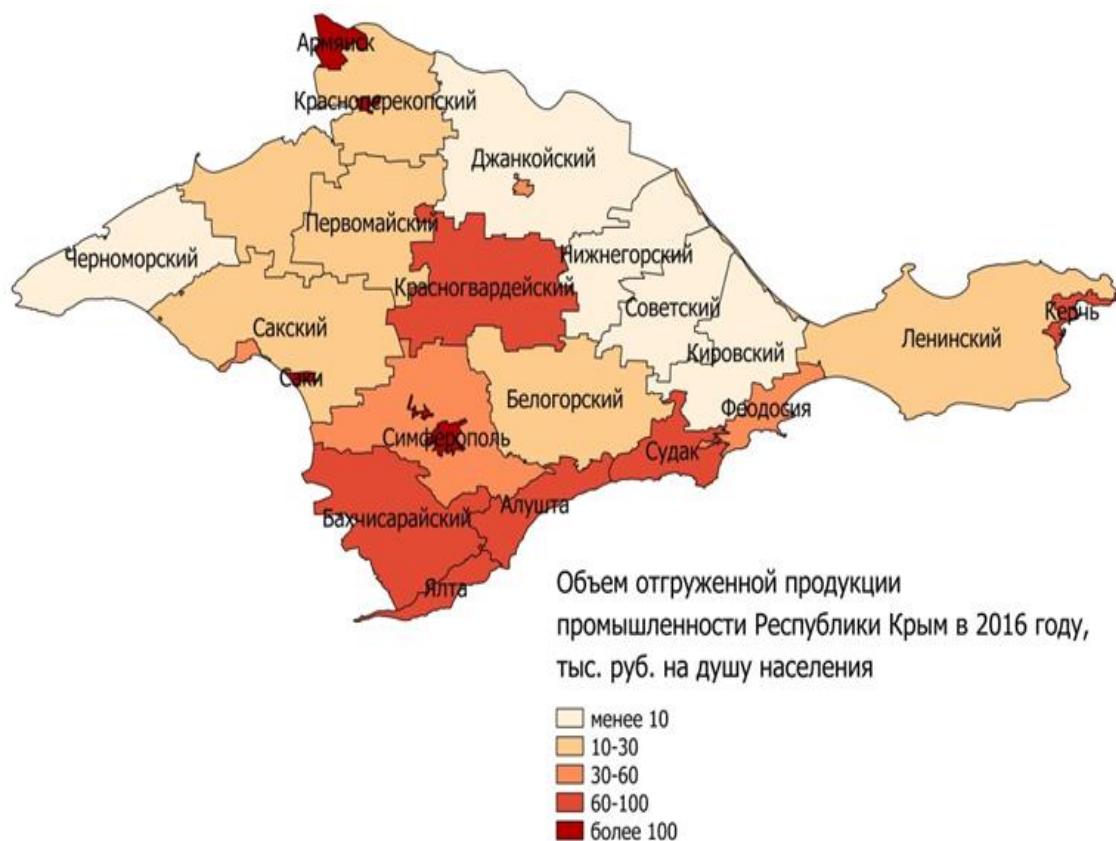 Армянск
Красноперекопский
Джанкойский
Первомайский
Черноморский
Нижнегорский
Красногвардейский
Советский
Сакский
Керчь
Ленинский
Кировский
Саки
Белогорский
Феодосия
Симферополь
Судак
Алушта
Бахчисарайский
Ялта
Объем отгруженной продукции
промышленности Республики Крым в 2016 году,
тыс. руб. на душу населения
менее 10
10-30
30-60
60-100
более 100